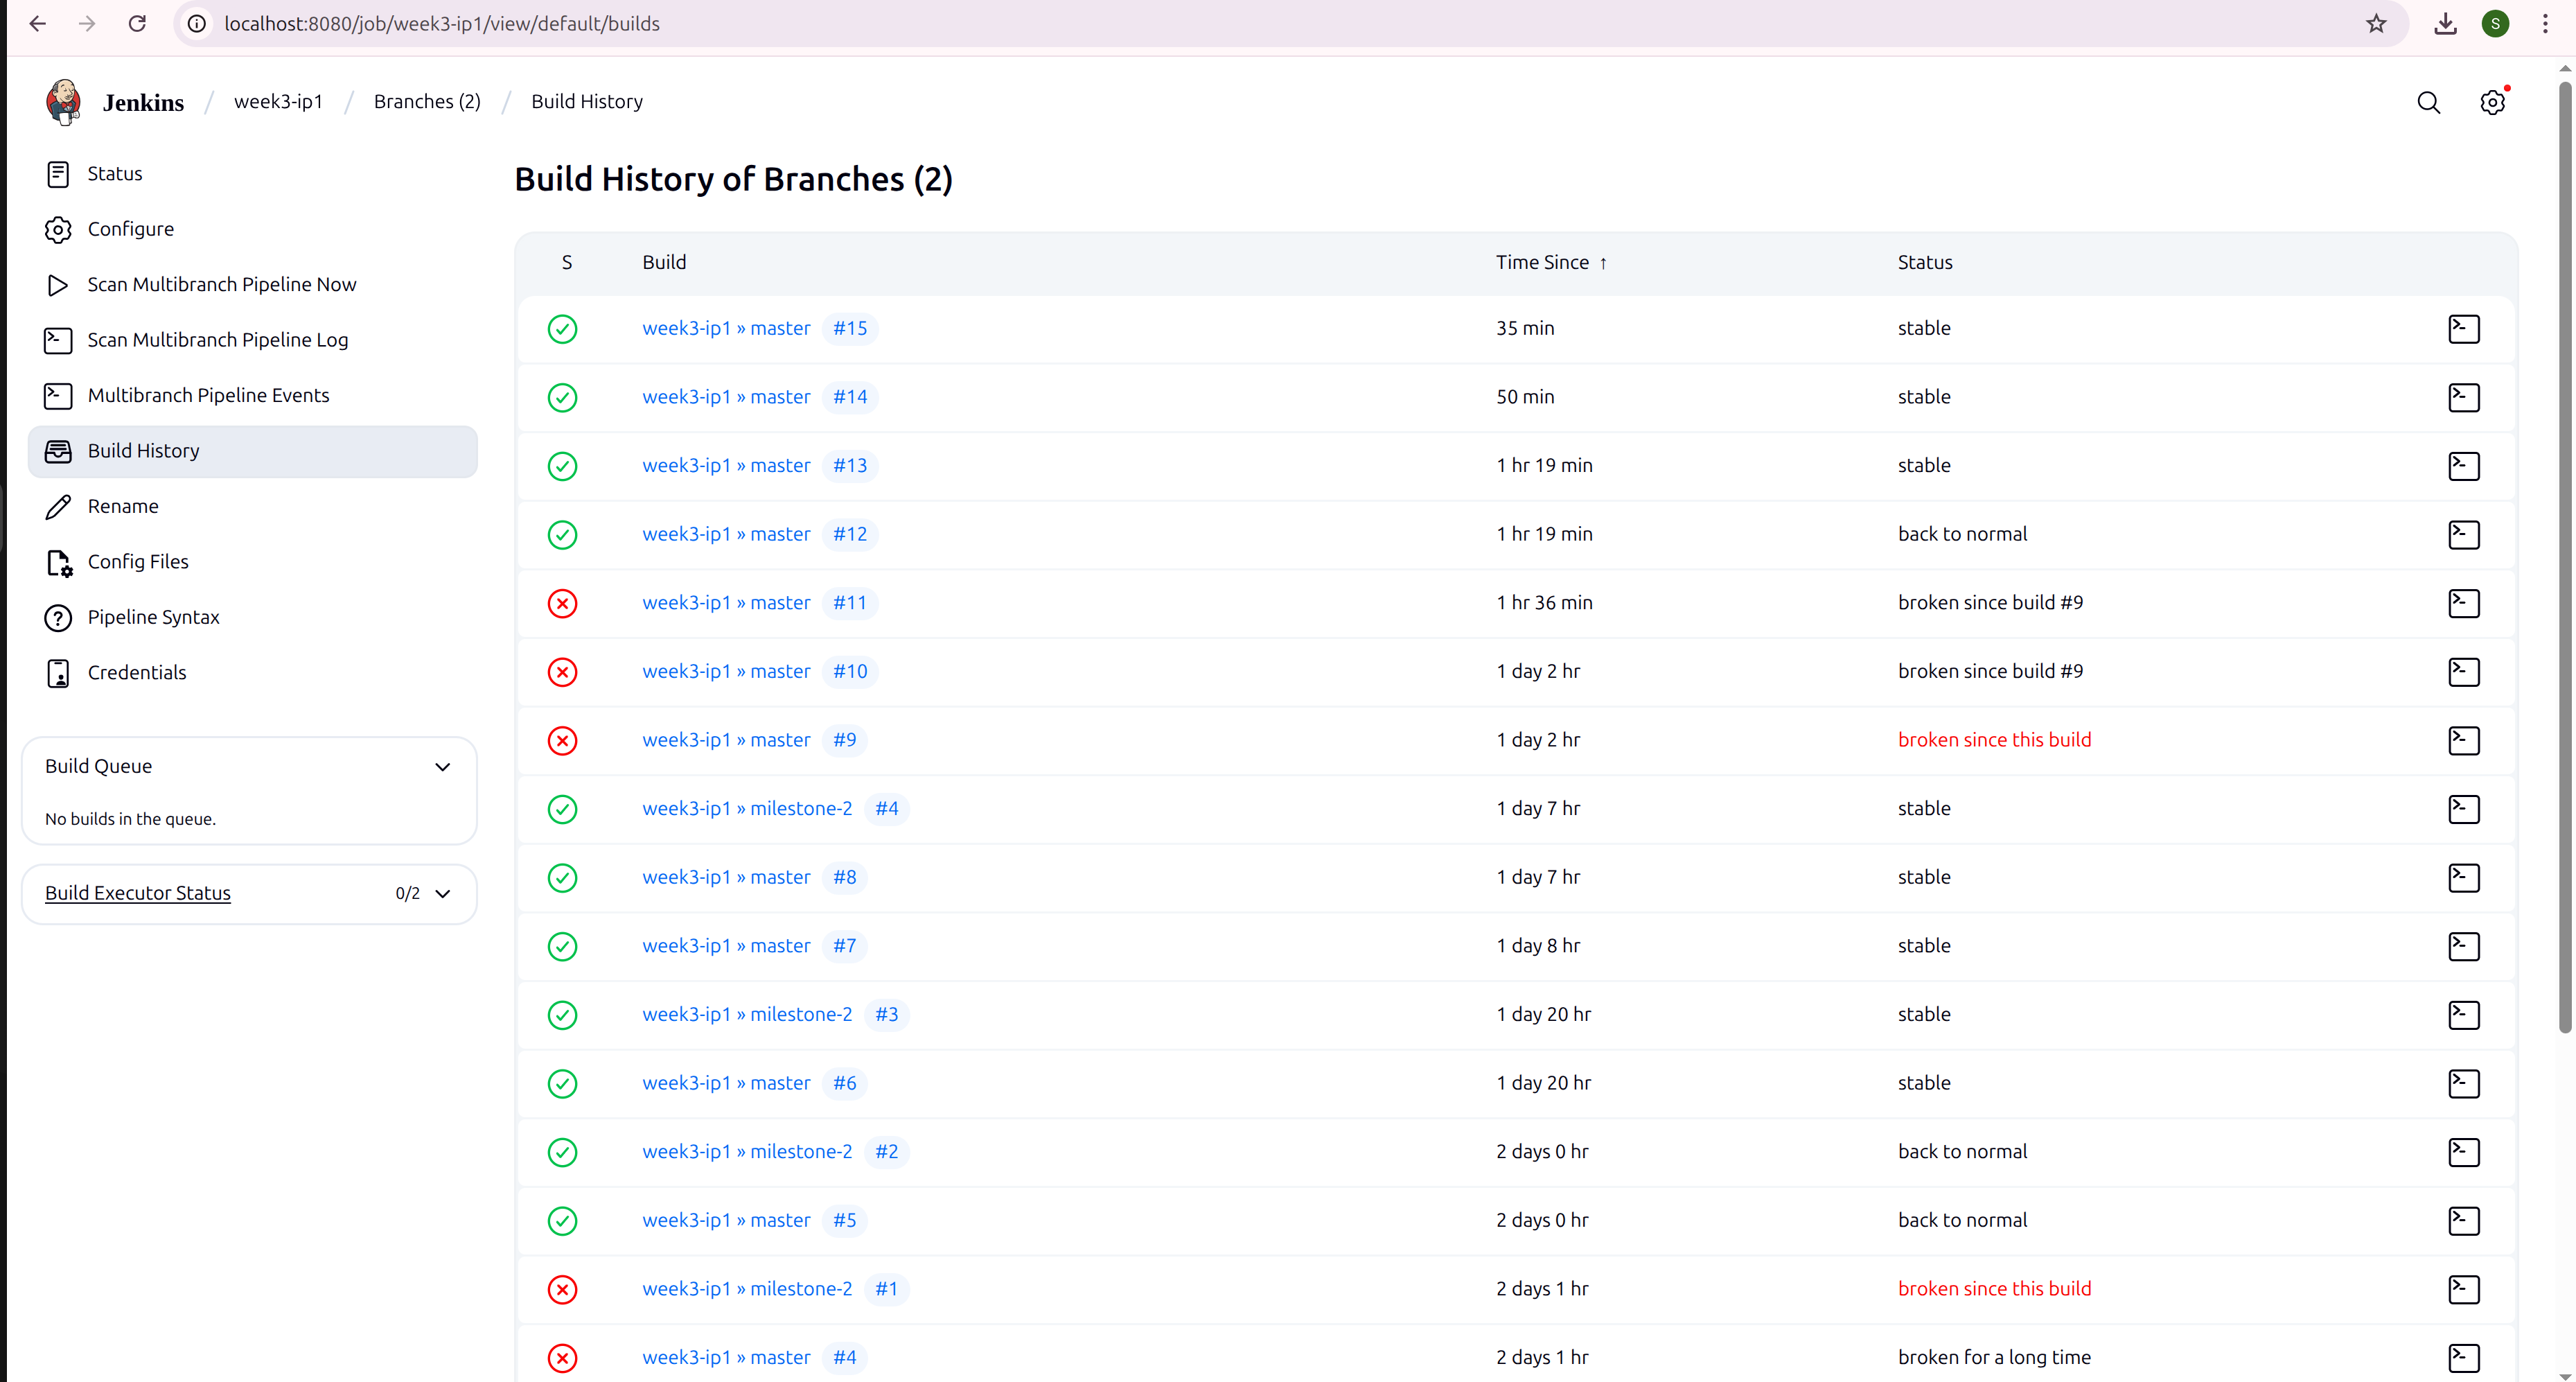 localhost:8080/job/week3-ip1/view/default/builds
S
Jenkins / week3-ip1 / Branches (2) / Build History
Status
Configure
Scan Multibranch Pipeline Now
Scan Multibranch Pipeline Log
Multibranch Pipeline Events
Build History
Rename
Config Files
Pipeline Syntax
Credentials
Build Queue
No builds in the queue.
Build Executor Status 0/2
Build History of Branches (2)
S Build Time Since ↑ Status
week3-ip1 » master #15 35 min stable
week3-ip1 » master #14 50 min stable
week3-ip1 » master #13 1 hr 19 min stable
week3-ip1 » master #12 1 hr 19 min back to normal
week3-ip1 » master #11 1 hr 36 min broken since build #9
week3-ip1 » master #10 1 day 2 hr broken since build #9
week3-ip1 » master #9 1 day 2 hr broken since this build
week3-ip1 » milestone-2 #4 1 day 7 hr stable
week3-ip1 » master #8 1 day 7 hr stable
week3-ip1 » master #7 1 day 8 hr stable
week3-ip1 » milestone-2 #3 1 day 20 hr stable
week3-ip1 » master #6 1 day 20 hr stable
week3-ip1 » milestone-2 #2 2 days 0 hr back to normal
week3-ip1 » master #5 2 days 0 hr back to normal
week3-ip1 » milestone-2 #1 2 days 1 hr broken since this build
week3-ip1 » master #4 2 days 1 hr broken for a long time